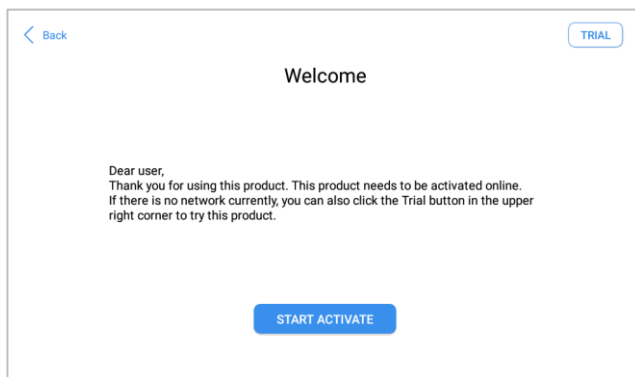 Back
TRIAL
Welcome
Dear user,
Thank you for using this product. This product needs to be activated online.
If there is no network currently, you can also click the Trial button in the upper
right corner to try this product.
START ACTIVATE